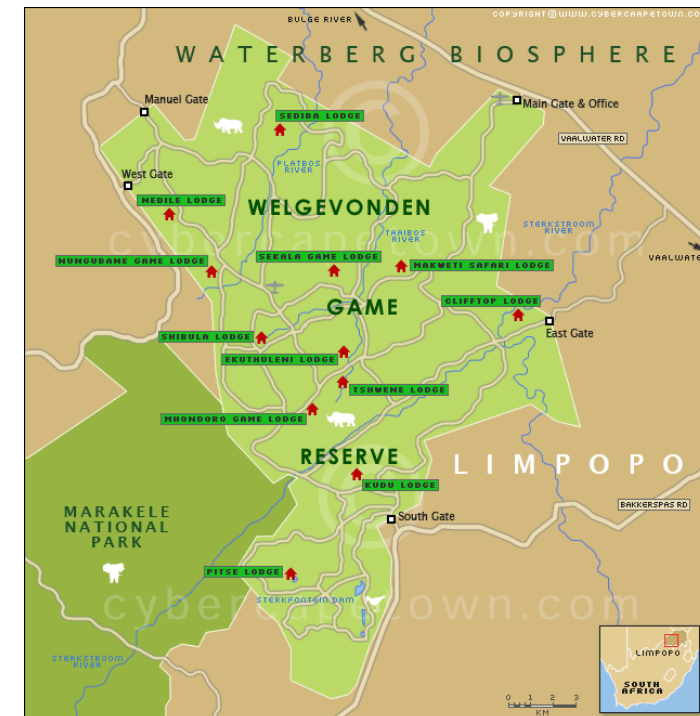 COPYRIGHT © WWW.CYBERCAPETOWN.CO
BULGE RIVER
WATERBERG BIOSPHERE
Manuel Gate
Main Gate & Office
SEDIBA LODGE
VAALWATER RD
PLATBOS
RIVER
West Gate
NEDILE LODGE
WELGEVONDEN
STERKSTROOM
RIVER
TAAIBOS
RIVER
cybercapetown.com
VAALWATE
NUNGUBANE GAME LODGE
SEKALA GAME LODGE
MAKWETI SAFARI LODGE
CLIFFTOP LODGE
GAME
East Gate
SHIBULA LODGE
EKUTHULENI LODGE
TSHWENE LODGE
MHONDORO GAME LODGE
RESERVE
LIMPOPO
KUDU LODGE
MARAKELE
NATIONAL
PARK
South Gate
BAKKERSPAS RD
PITSE LODGE
STERKFONTEIN DAM
cybercapetown.com
STERKSTROOM
RIVER
LIMPOPO
SOUTH
AFRICA
0 1 2 3
KM